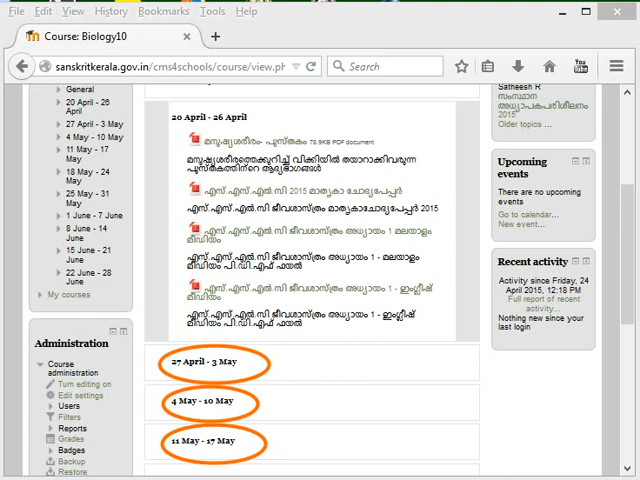 File Edit View History Bookmarks Tools Help
Course: Biology10
sanskritkerala.gov.in/cms4schools/course/view.ph
Search
General
20 April - 26
April
27 April - 3 May
4 May - 10 May
11 May - 17
May
18 May - 24
May
25 May - 31
May
1 June - 7 June
8 June - 14
June
15 June - 21
June
22 June - 28
June
My courses
Administration
Course
administration
Turn editing on
Edit settings
Users
Filters
Reports
Grades
Badges
Backup
Restore
20 April - 26 April
മനുഷ്യശരീരം- പുസ്തകം 78.9KB PDF document
മനുഷ്യശരീരത്തെക്കുറിച്ച് വിക്കിയിൽ തയാറാക്കിവരുന്ന
പുസ്തകത്തിന്റെ ആദ്യഭാഗങ്ങൾ
എസ്.എസ്.എൽ.സി 2015 മാതൃകാ ചോദ്യപേപ്പർ
എസ്.എസ്.എൽ.സി ജീവശാസ്ത്രം മാതൃകാചോദ്യപേപ്പർ 2015
എസ്.എസ്.എൽ.സി ജീവശാസ്ത്രം അധ്യായം 1 മലയാളം
മീഡിയം
എസ്.എസ്.എൽ.സി ജീവശാസ്ത്രം അധ്യായം 1 - മലയാളം
മീഡിയം പി.ഡി.എഫ് ഫയൽ
എസ്.എസ്.എൽ.സി ജീവശാസ്ത്രം അധ്യായം 1 - ഇംഗ്ലീഷ്
മീഡിയം
എസ്.എസ്.എൽ.സി ജീവശാസ്ത്രം അധ്യായം 1 - ഇംഗ്ലീഷ്
മീഡിയം പി.ഡി.എഫ് ഫയൽ
27 April - 3 May
4 May - 10 May
11 May - 17 May
Satheesh R
സംസ്ഥാന
അധ്യാപകപരിശീലനം
2015
Older topics ...
Upcoming
events
There are no upcoming
events
Go to calendar...
New event...
Recent activity
Activity since Friday, 24
April 2015, 12:18 PM
Full report of recent
activity...
Nothing new since your
last login